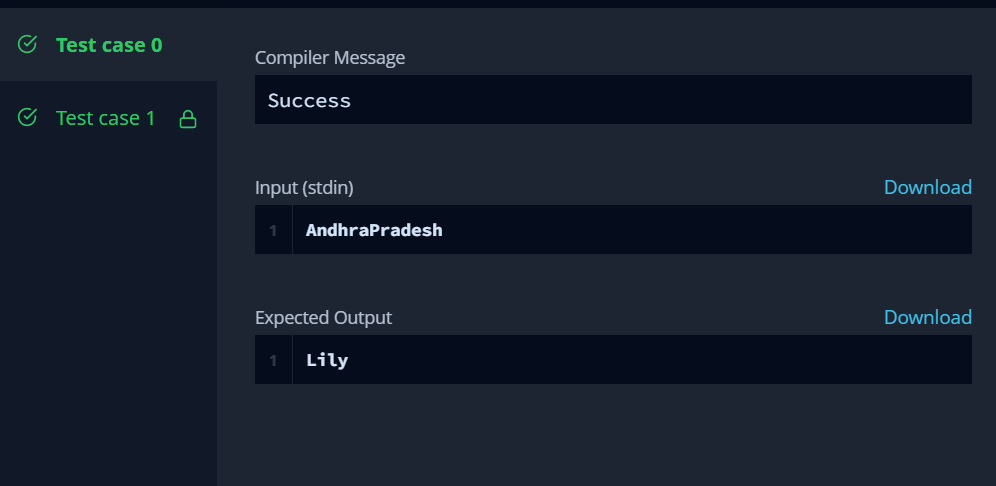 Test case 0
Test case 1
Compiler Message
Success
Input (stdin)
Download
1
AndhraPradesh
Expected Output
Download
1
Lily